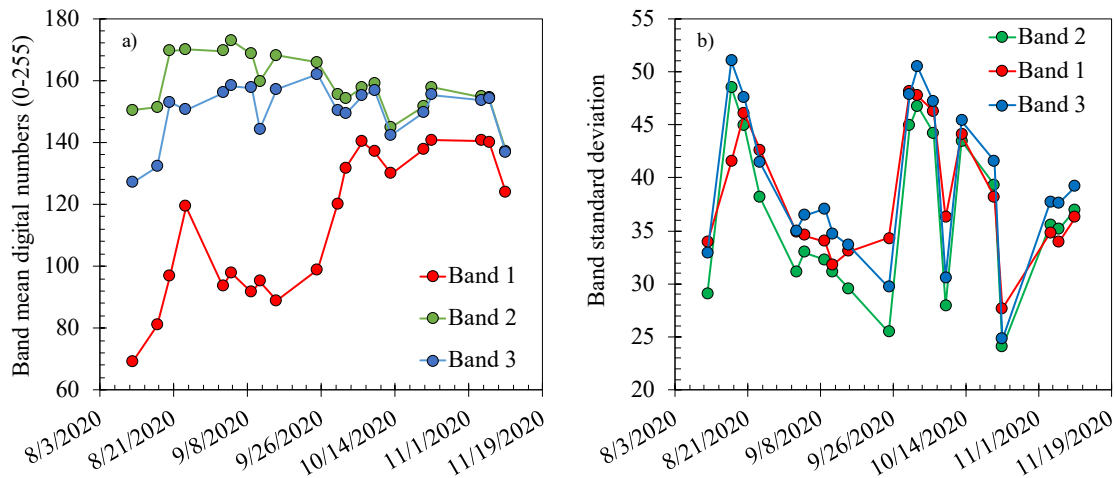 a)
Band mean digital numbers (0-255)
180
160
140
120
100
80
60
Band 1
Band 2
Band 3
8/3/2020
8/21/2020
9/8/2020
9/26/2020
10/14/2020
11/1/2020
11/19/2020
b)
Band standard deviation
55
50
45
40
35
30
25
20
Band 2
Band 1
Band 3
8/3/2020
8/21/2020
9/8/2020
9/26/2020
10/14/2020
11/1/2020
11/19/2020